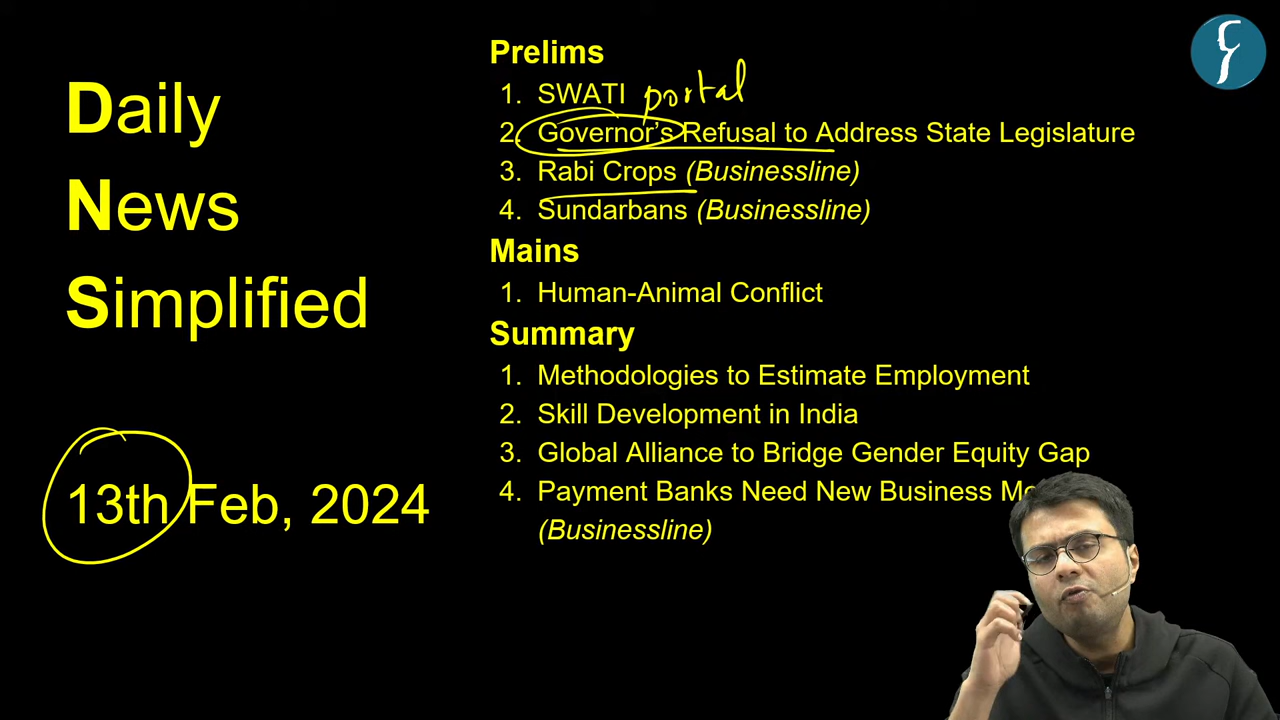 Daily
News
Simplified
13th Feb, 2024
Prelims
1. SWATI portal
2. Governor's Refusal to Address State Legislature
3. Rabi Crops (Businessline)
4. Sundarbans (Businessline)
Mains
1. Human-Animal Conflict
Summary
1. Methodologies to Estimate Employment
2. Skill Development in India
3. Global Alliance to Bridge Gender Equity Gap
4. Payment Banks Need New Business
(Businessline)